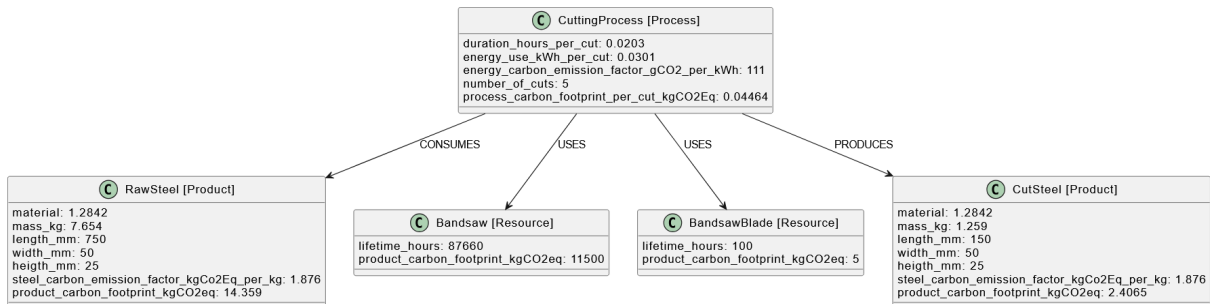 C CuttingProcess [Process]
duration_hours_per_cut: 0.0203
energy_use_kWh_per_cut: 0.0301
energy_carbon_emission_factor_gCO2_per_kWh: 111
number_of_cuts: 5
process_carbon_footprint_per_cut_kgCO2Eq: 0.04464
CONSUMES
USES
USES
PRODUCES
C RawSteel [Product]
material: 1.2842
mass_kg: 7.654
length_mm: 750
width_mm: 50
heigth_mm: 25
steel_carbon_emission_factor_kgCo2Eq_per_kg: 1.876
product_carbon_footprint_kgCO2eq: 14.359
C Bandsaw [Resource]
lifetime_hours: 87660
product_carbon_footprint_kgCO2eq: 11500
C BandsawBlade [Resource]
lifetime_hours: 100
product_carbon_footprint_kgCO2eq: 5
C CutSteel [Product]
material: 1.2842
mass_kg: 1.259
length_mm: 150
width_mm: 50
heigth_mm: 25
steel_carbon_emission_factor_kgCo2Eq_per_kg: 1.876
product_carbon_footprint_kgCO2eq: 2.4065